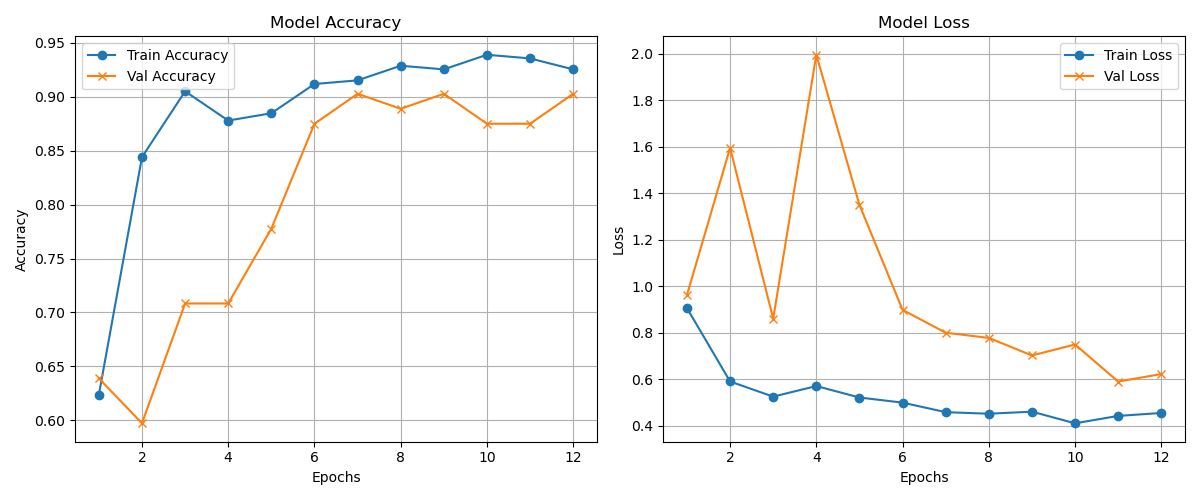 Model Accuracy
Train Accuracy
Val Accuracy
Accuracy
0.95
0.90
0.85
0.80
0.75
0.70
0.65
0.60
2 4 6 8 10 12
Epochs
Model Loss
Train Loss
Val Loss
Loss
2.0
1.8
1.6
1.4
1.2
1.0
0.8
0.6
0.4
2 4 6 8 10 12
Epochs